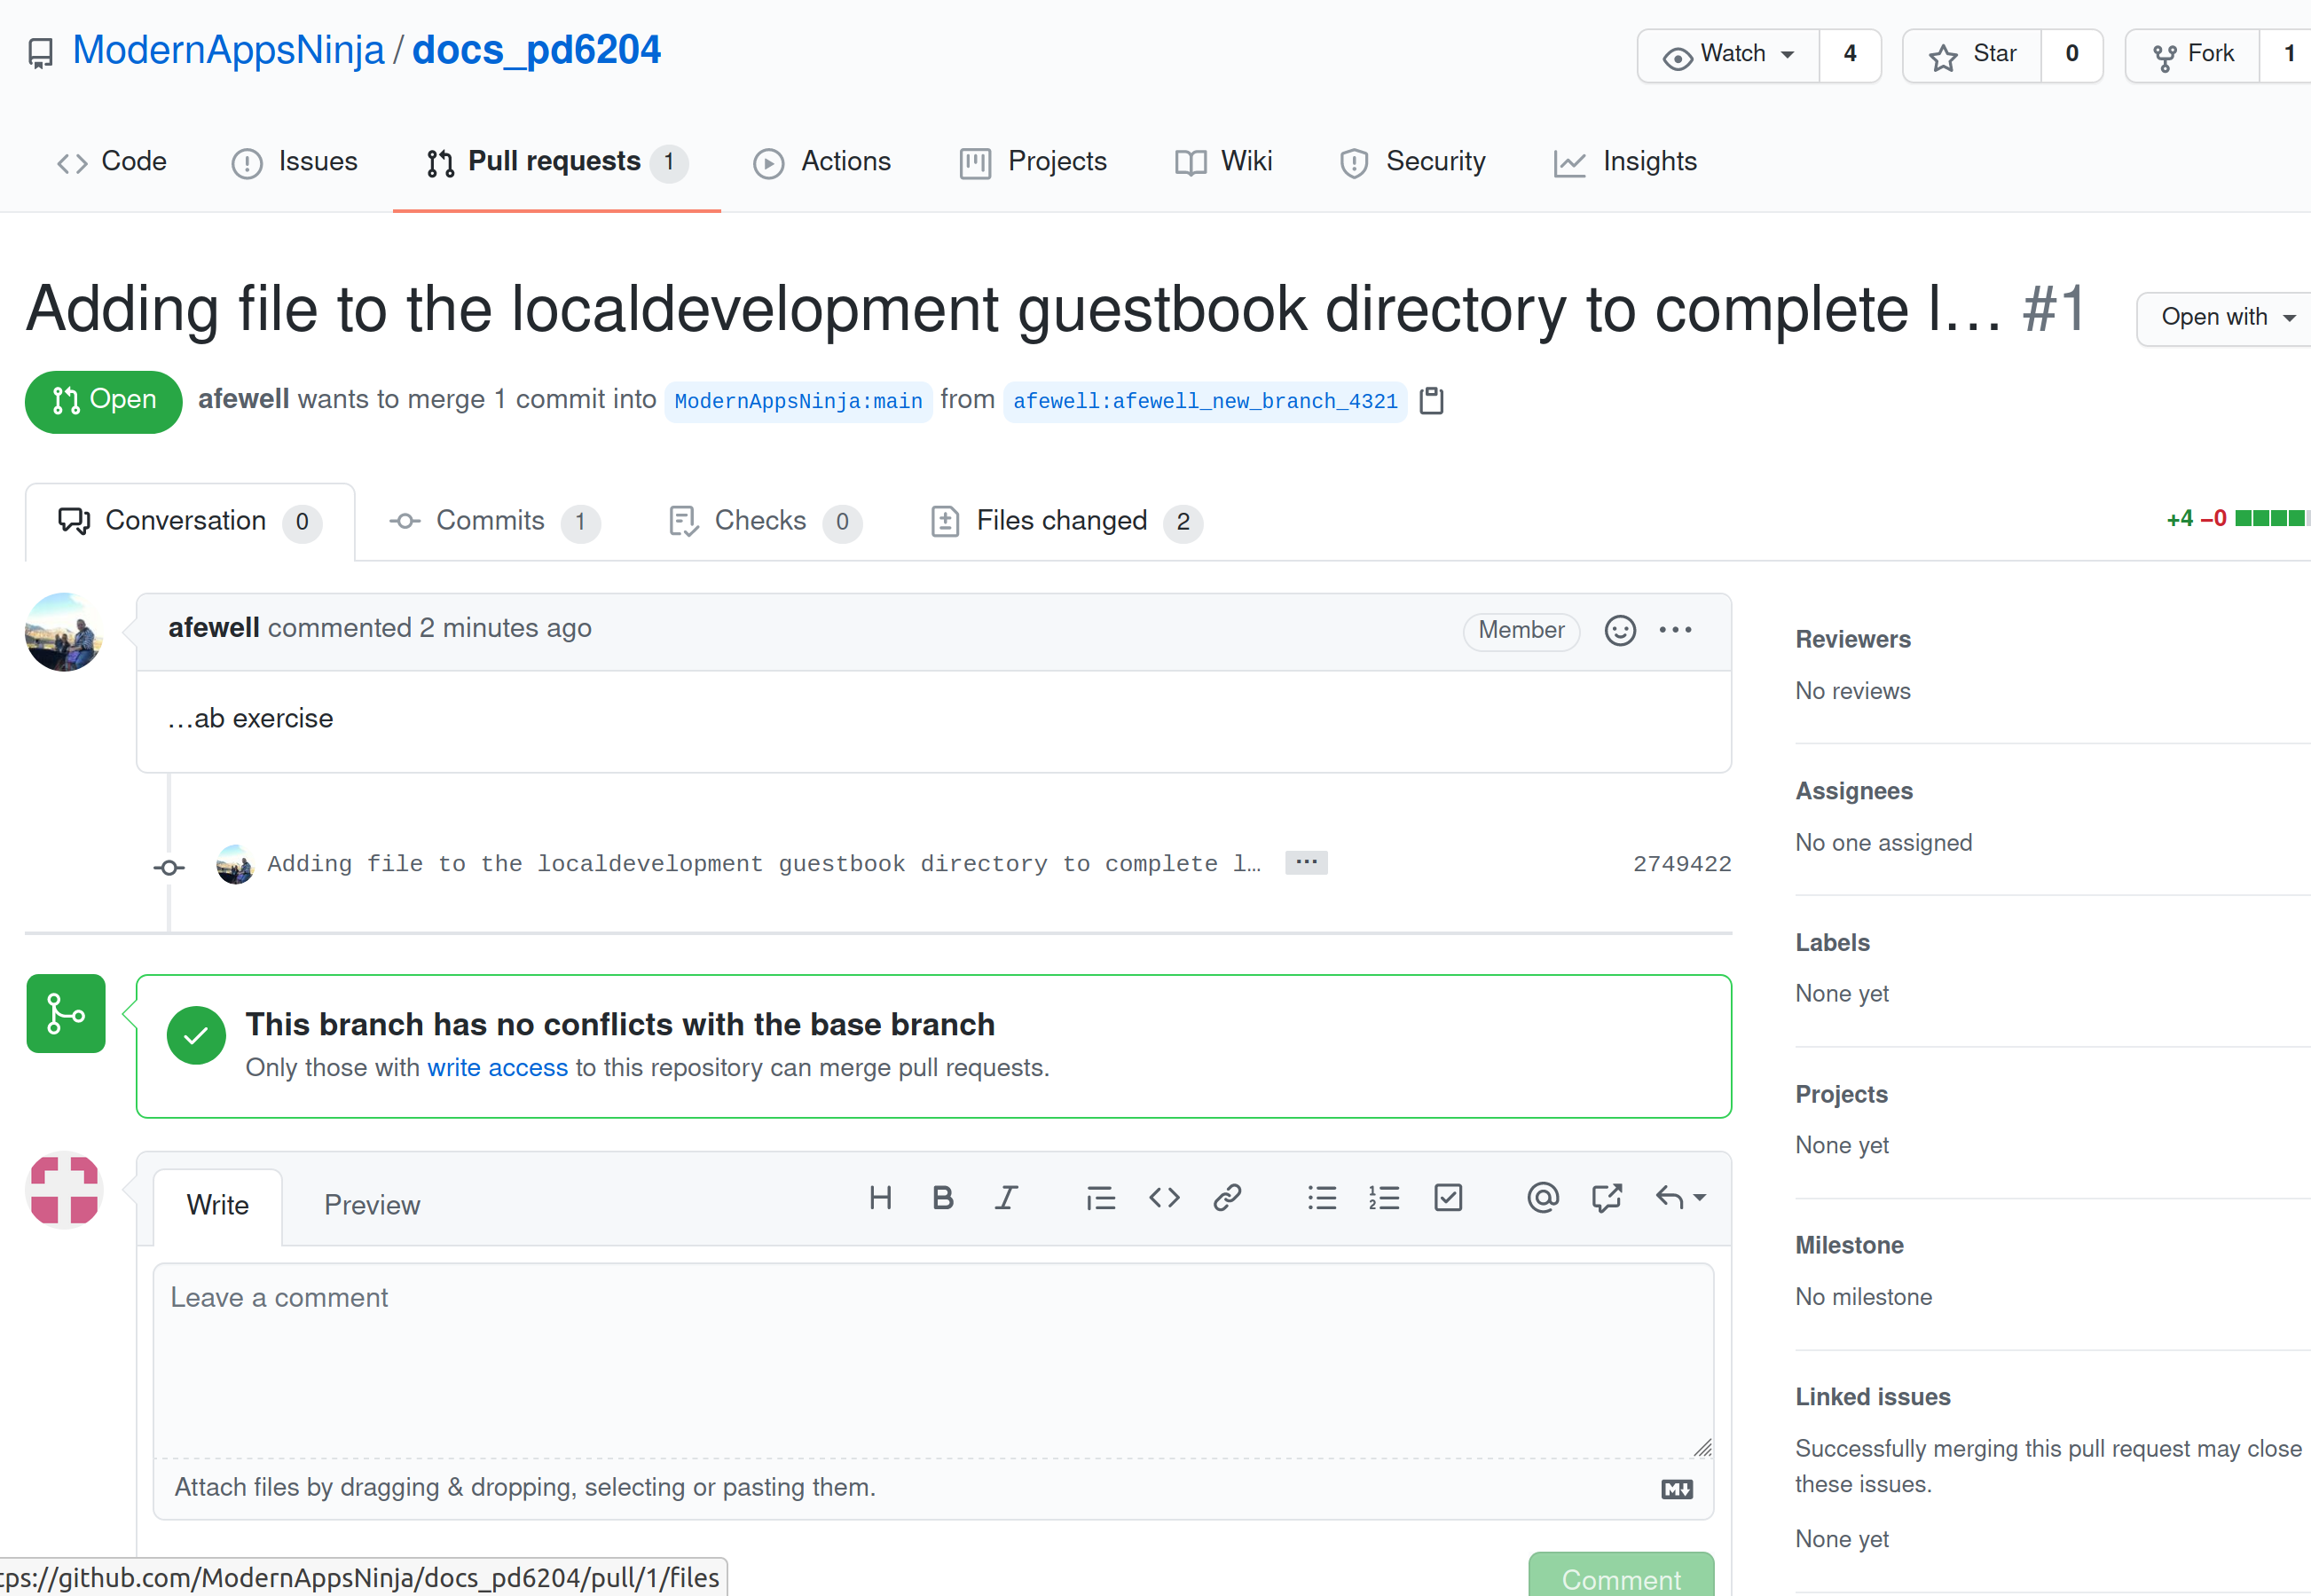 ModernAppsNinja / docs_pd6204
Watch 4 Star 0 Fork 1
Code Issues Pull requests 1 Actions Projects Wiki Security Insights
Adding file to the localdevelopment guestbook directory to complete l… #1
Open with
Open afewell wants to merge 1 commit into ModernAppsNinja:main from afewell:afewell_new_branch_4321
Conversation 0 Commits 1 Checks 0 Files changed 2
+4 −0
afewell commented 2 minutes ago
Member
…ab exercise
Adding file to the localdevelopment guestbook directory to complete l… ... 2749422
This branch has no conflicts with the base branch
Only those with write access to this repository can merge pull requests.
Write Preview
Leave a comment
Attach files by dragging & dropping, selecting or pasting them.
Comment
Reviewers
No reviews
Assignees
No one assigned
Labels
None yet
Projects
None yet
Milestone
No milestone
Linked issues
Successfully merging this pull request may close
these issues.
None yet
tps://github.com/ModernAppsNinja/docs_pd6204/pull/1/files